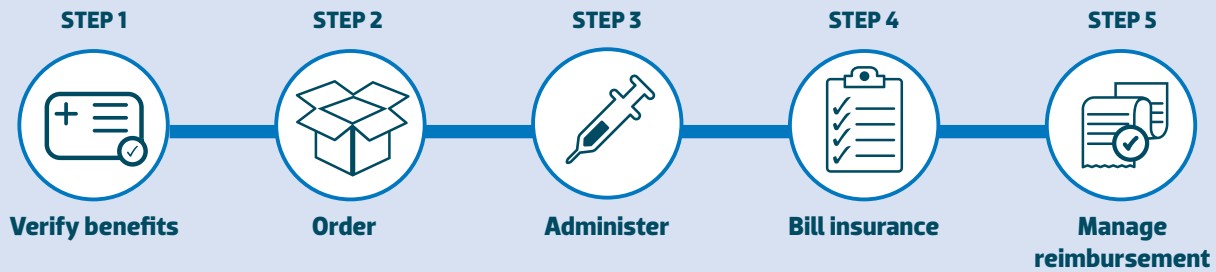 STEP 1
STEP 2
STEP 3
STEP 4
STEP 5
Verify benefits
Order
Administer
Bill insurance
Manage
reimbursement